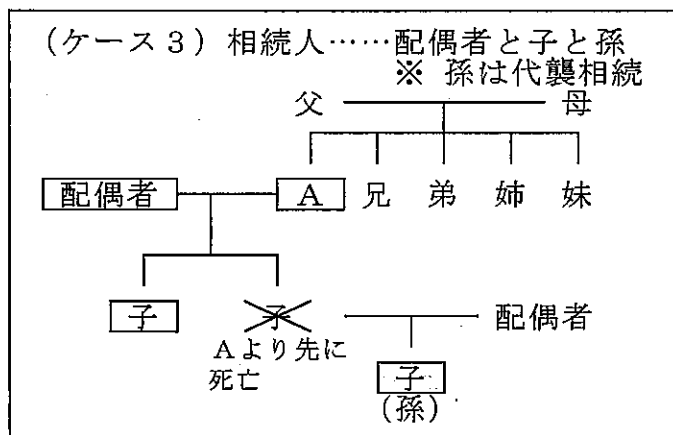 (ケース3) 相続人……配偶者と子と孫
※ 孫は代襲相続
父 母
配偶者 A 兄 弟 姉 妹
子 子 配偶者
Aより先に
死亡
子
(孫)